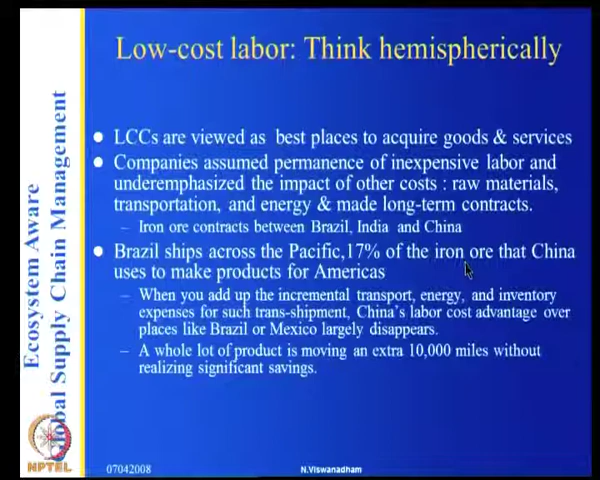 Low-cost labor: Think hemispherically
LCCs are viewed as best places to acquire goods & services
Companies assumed permanence of inexpensive labor and
underemphasized the impact of other costs : raw materials,
transportation, and energy & made long-term contracts.
– Iron ore contracts between Brazil, India and China
Brazil ships across the Pacific,17% of the iron ore that China
uses to make products for Americas
– When you add up the incremental transport, energy, and inventory
expenses for such trans-shipment, China's labor cost advantage over
places like Brazil or Mexico largely disappears.
– A whole lot of product is moving an extra 10,000 miles without
realizing significant savings.
Ecosystem Aware
Global Supply Chain Management
NPTEL
07042008
N.Viswanadham